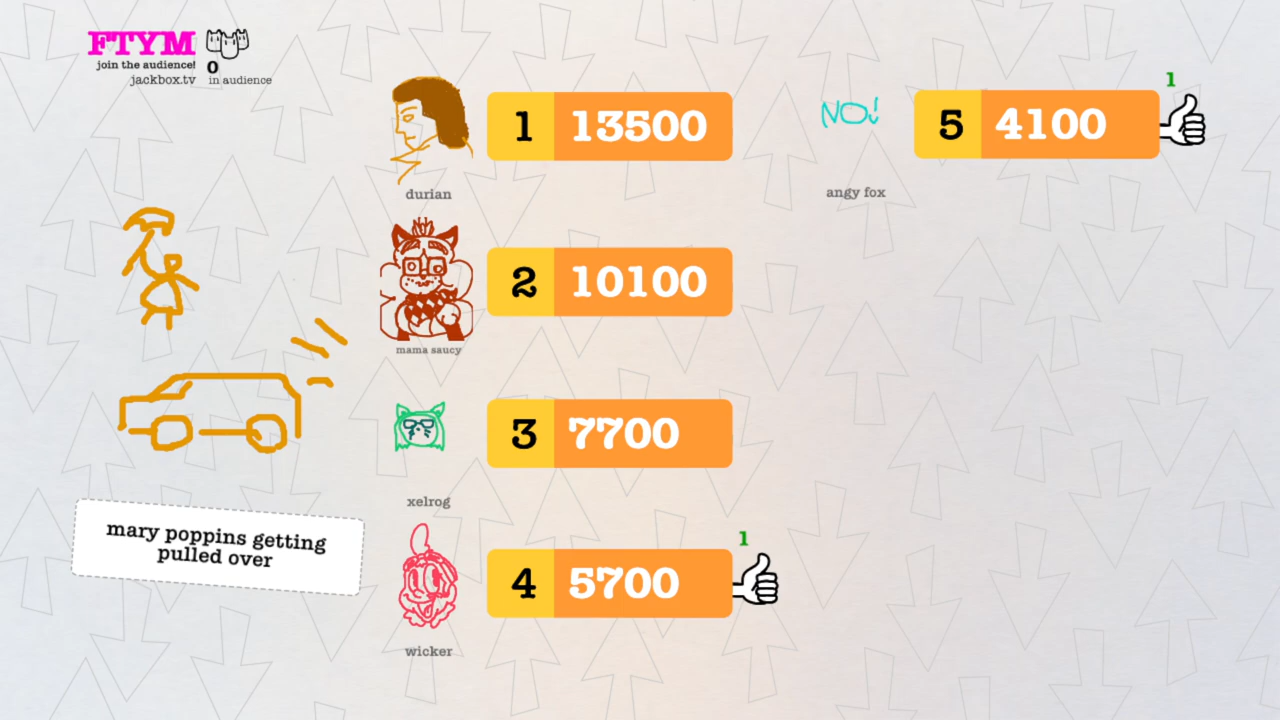 FTYM
join the audience!
jackbox.tv
0
in audience
1 13500
durian
2 10100
mama saucy
3 7700
xelrog
4 5700
1
wicker
NO!
5 4100
1
angy fox
mary poppins getting
pulled over